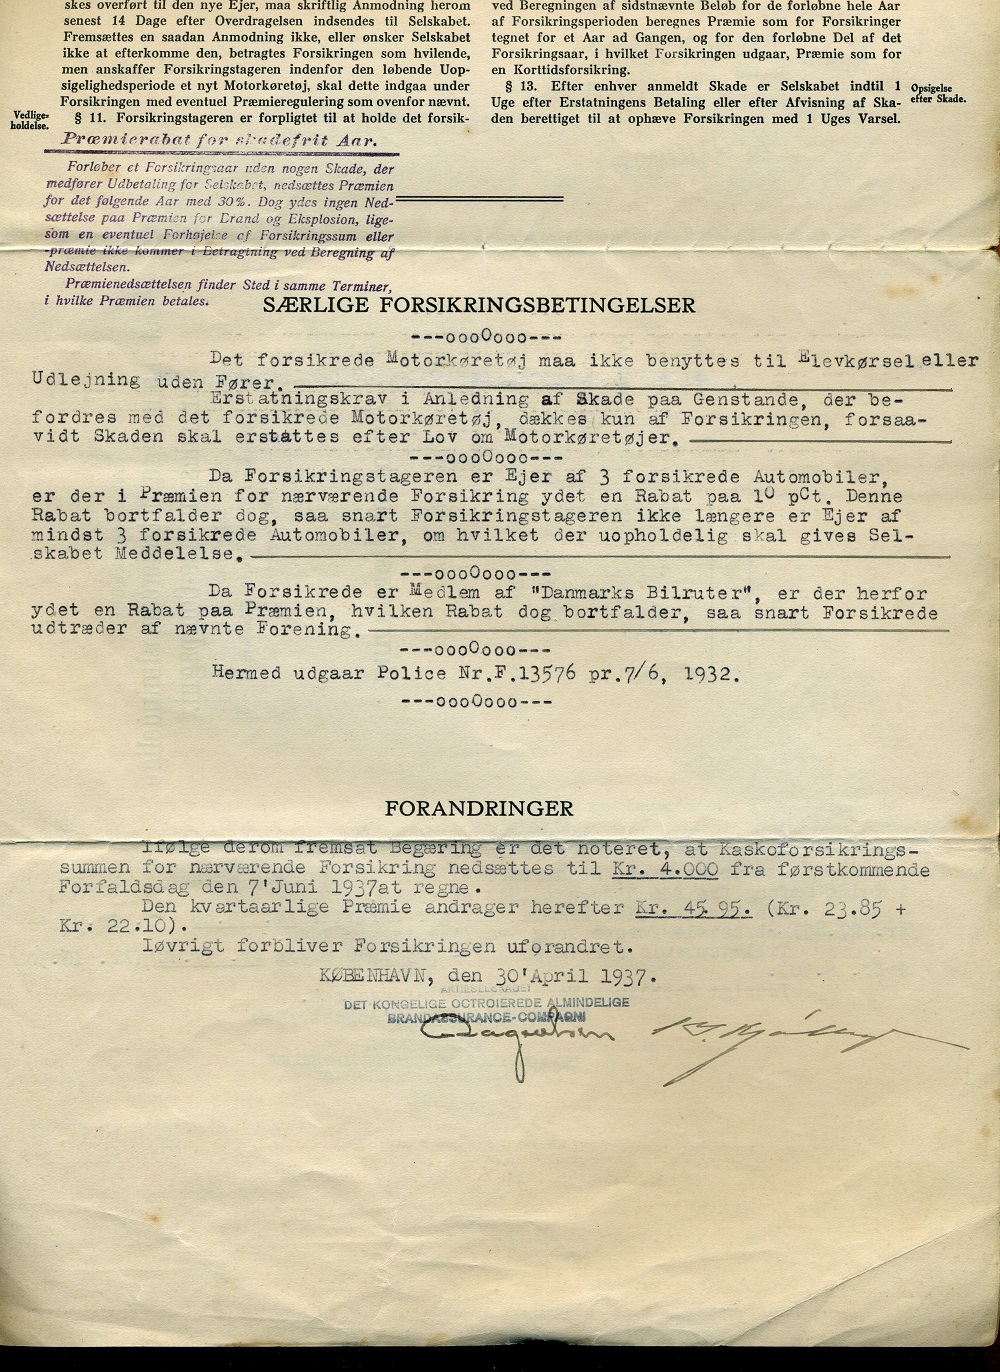 skes overført til den nye Ejer, maa skriftlig Anmodning herom
senest 14 Dage efter Overdragelsen indsendes til Selskabet.
Fremsættes en saadan Anmodning ikke, eller ønsker Selskabet
ikke at efterkomme den, betragtes Forsikringen som hvilende,
men anskaffer Forsikringstageren indenfor den løbende Uop-
sigelighedsperiode et nyt Motorkøretøj, skal dette indgaa under
Forsikringen med eventuel Præmieregulering som ovenfor nævnt.
Vedlige-
holdelse.
§ 11. Forsikringstageren er forpligtet til at holde det forsik-
ved Beregningen af sidstnævnte Beløb for de forløbne hele Aar
af Forsikringsperioden beregnes Præmie som for Forsikringer
tegnet for et Aar ad Gangen, og for den forløbne Del af det
Forsikringsaar, i hvilket Forsikringen udgaar, Præmie som for
en Korttidsforsikring.
§ 13. Efter enhver anmeldt Skade er Selskabet indtil 1
Uge efter Erstatningens Betaling eller efter Afvisning af Ska-
den berettiget til at ophæve Forsikringen med 1 Uges Varsel.
Opsigelse
efter Skade.
Præmierabat for skadefrit Aar.
Forløber et Forsikringsaar uden nogen Skade, der
medfører Udbetaling for Selskabet, nedsættes Præmien
for det følgende Aar med 30%. Dog ydes ingen Ned-
sættelse paa Præmien for Brand og Eksplosion, lige-
som en eventuel Forhøjelse af Forsikringssum eller
-præmie ikke kommer i Betragtning ved Beregning af
Nedsættelsen.
Præmienedsættelsen finder Sted i samme Terminer,
i hvilke Præmien betales.
SÆRLIGE FORSIKRINGSBETINGELSER
---oooOooo---
Det forsikrede Motorkøretøj maa ikke benyttes til Elevkørsel eller
Udlejning uden Fører.
Erstatningskrav i Anledning af Skade paa Genstande, der be-
fordres med det forsikrede Motorkøretøj, dækkes kun af Forsikringen, forsaa-
vidt Skaden skal erstattes efter Lov om Motorkøretøjer.
---oooOooo---
Da Forsikringstageren er Ejer af 3 forsikrede Automobiler,
er der i Præmien for nærværende Forsikring ydet en Rabat paa 10 pCt. Denne
Rabat bortfalder dog, saa snart Forsikringstageren ikke længere er Ejer af
mindst 3 forsikrede Automobiler, om hvilket der uopholdelig skal gives Sel-
skabet Meddelelse.
---oooOooo---
Da Forsikrede er Medlem af "Danmarks Bilruter", er der herfor
ydet en Rabat paa Præmien, hvilken Rabat dog bortfalder, saa snart Forsikrede
udtræder af nævnte Forening.
---oooOooo---
Hermed udgaar Police Nr.F.13576 pr.7/6, 1932.
---oooOooo---
FORANDRINGER
Ifølge derom fremsat Begæring er det noteret, at Kaskoforsikrings-
summen for nærværende Forsikring nedsættes til Kr. 4.000 fra førstkommende
Forfaldsdag den 7'Juni 1937at regne.
Den kvartaarlige Præmie andrager herefter Kr. 45.95. (Kr. 23.85 +
Kr. 22.10).
Iøvrigt forbliver Forsikringen uforandret.
KØBENHAVN, den 30'April 1937.
AKTIESELSKABET
DET KONGELIGE OCTROIEREDE ALMINDELIGE
BRANDASSURANCE-COMPAGNI